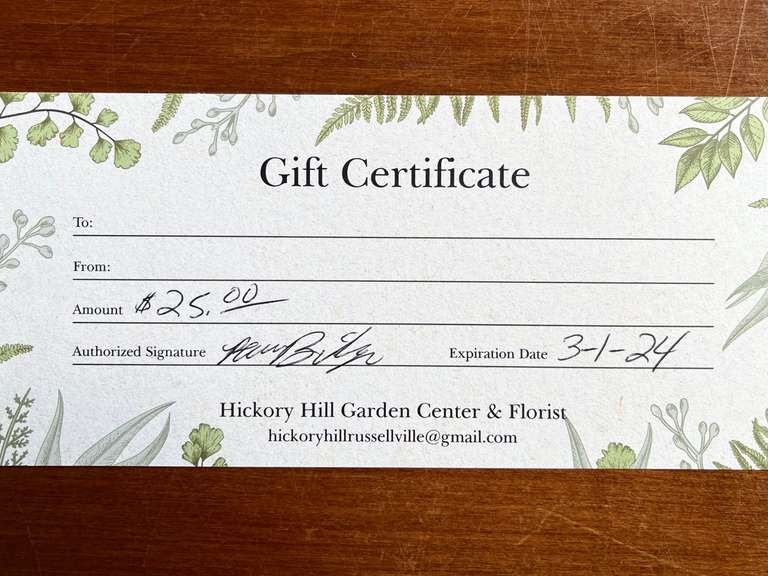 Gift Certificate
To:
From:
Amount $25.00
Authorized Signature Expiration Date 3-1-24
Hickory Hill Garden Center & Florist
hickoryhillrussellville@gmail.com